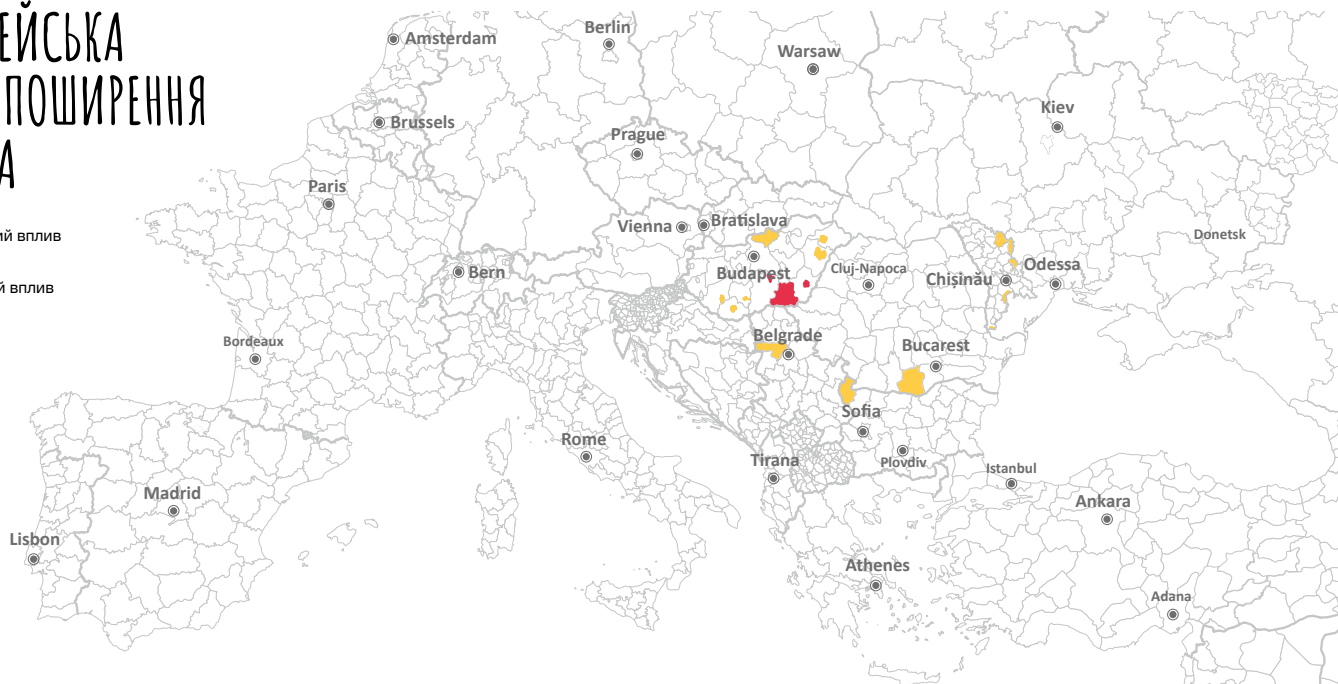 ЕЙСЬКА
ПОШИРЕННЯ
А
ий вплив
й вплив
Amsterdam
Berlin
Warsaw
Kiev
Brussels
Prague
Paris
Vienna
Bratislava
Donetsk
Bern
Budapest
Cluj-Napoca
Chișinău
Odessa
Bordeaux
Belgrade
Bucarest
Sofia
Rome
Tirana
Plovdiv
Istanbul
Madrid
Ankara
Lisbon
Athenes
Adana